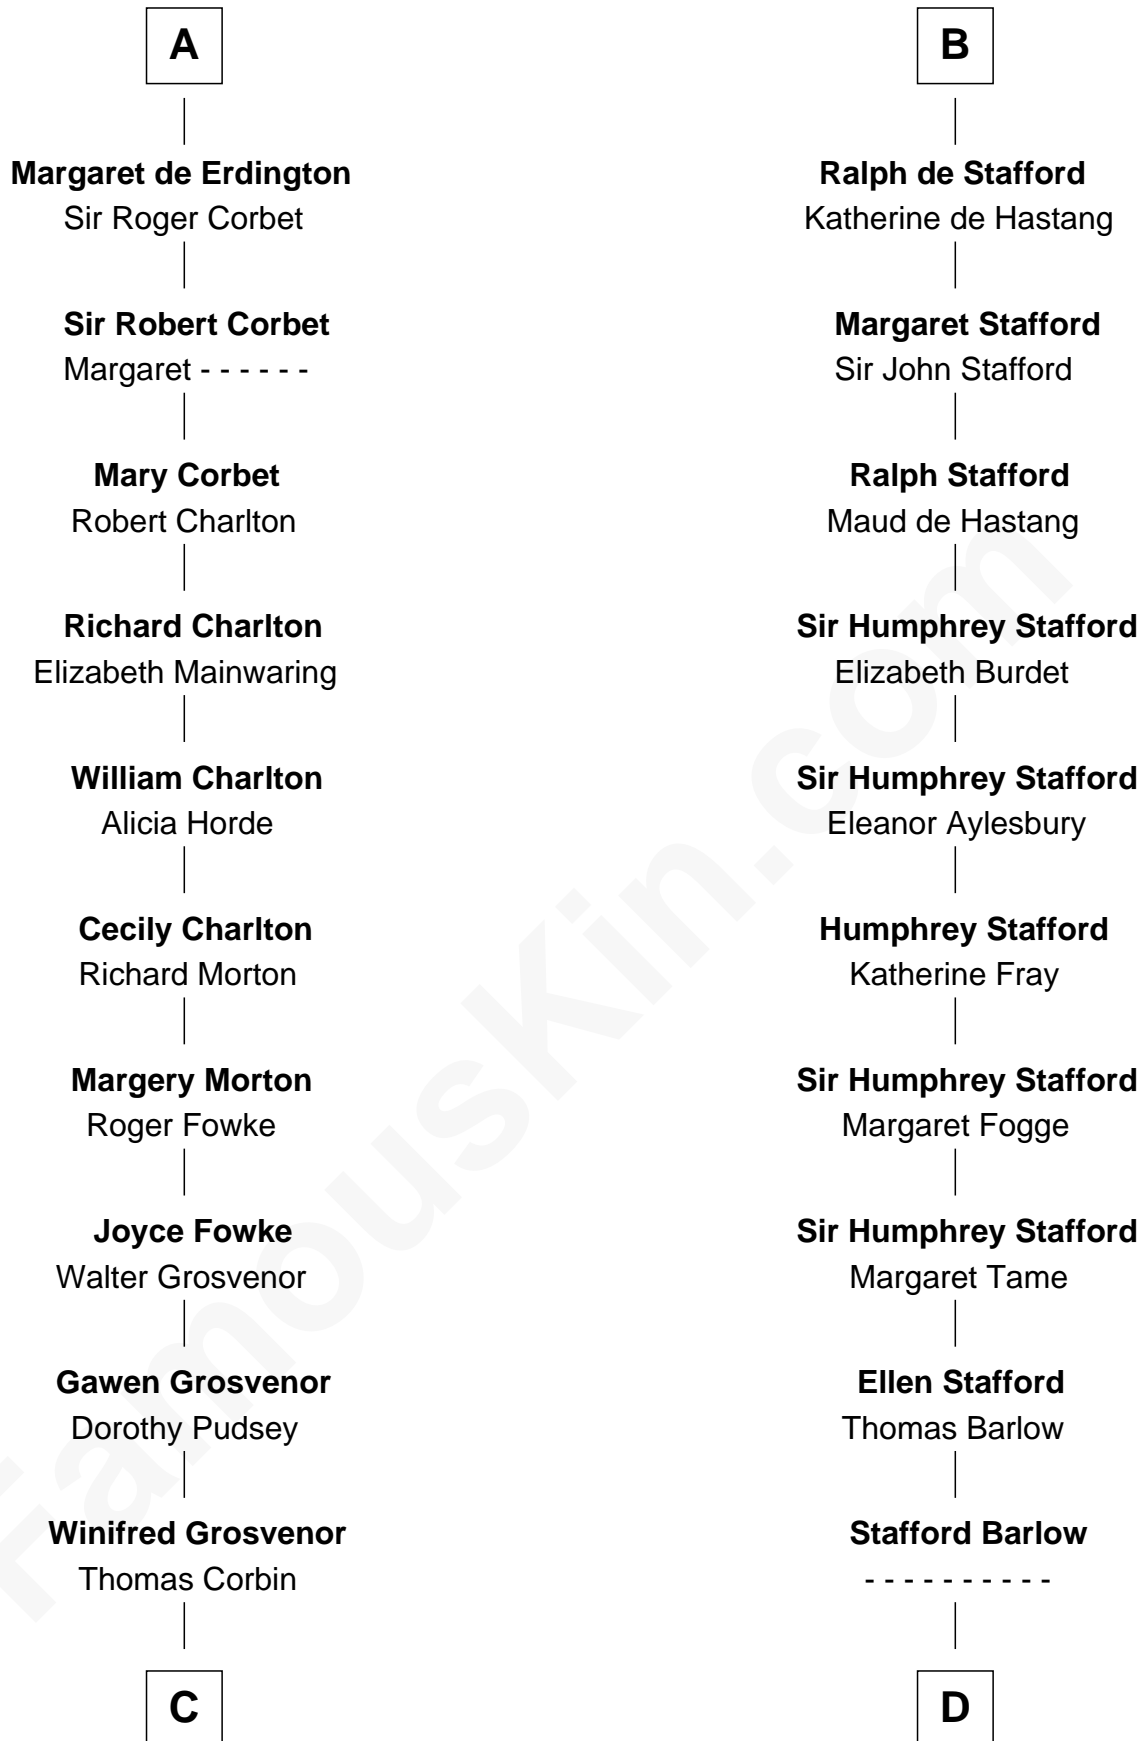 A
Margaret de Erdington
Sir Roger Corbet
Sir Robert Corbet
Margaret - - - - - -
Mary Corbet
Robert Charlton
Richard Charlton
Elizabeth Mainwaring
William Charlton
Alicia Horde
Cecily Charlton
Richard Morton
Margery Morton
Roger Fowke
Joyce Fowke
Walter Grosvenor
Gawen Grosvenor
Dorothy Pudsey
Winifred Grosvenor
Thomas Corbin
C
B
Ralph de Stafford
Katherine de Hastang
Margaret Stafford
Sir John Stafford
Ralph Stafford
Maud de Hastang
Sir Humphrey Stafford
Elizabeth Burdet
Sir Humphrey Stafford
Eleanor Aylesbury
Humphrey Stafford
Katherine Fray
Sir Humphrey Stafford
Margaret Fogge
Sir Humphrey Stafford
Margaret Tame
Ellen Stafford
Thomas Barlow
Stafford Barlow
- - - - - - - - - -
D
FamousKin.com